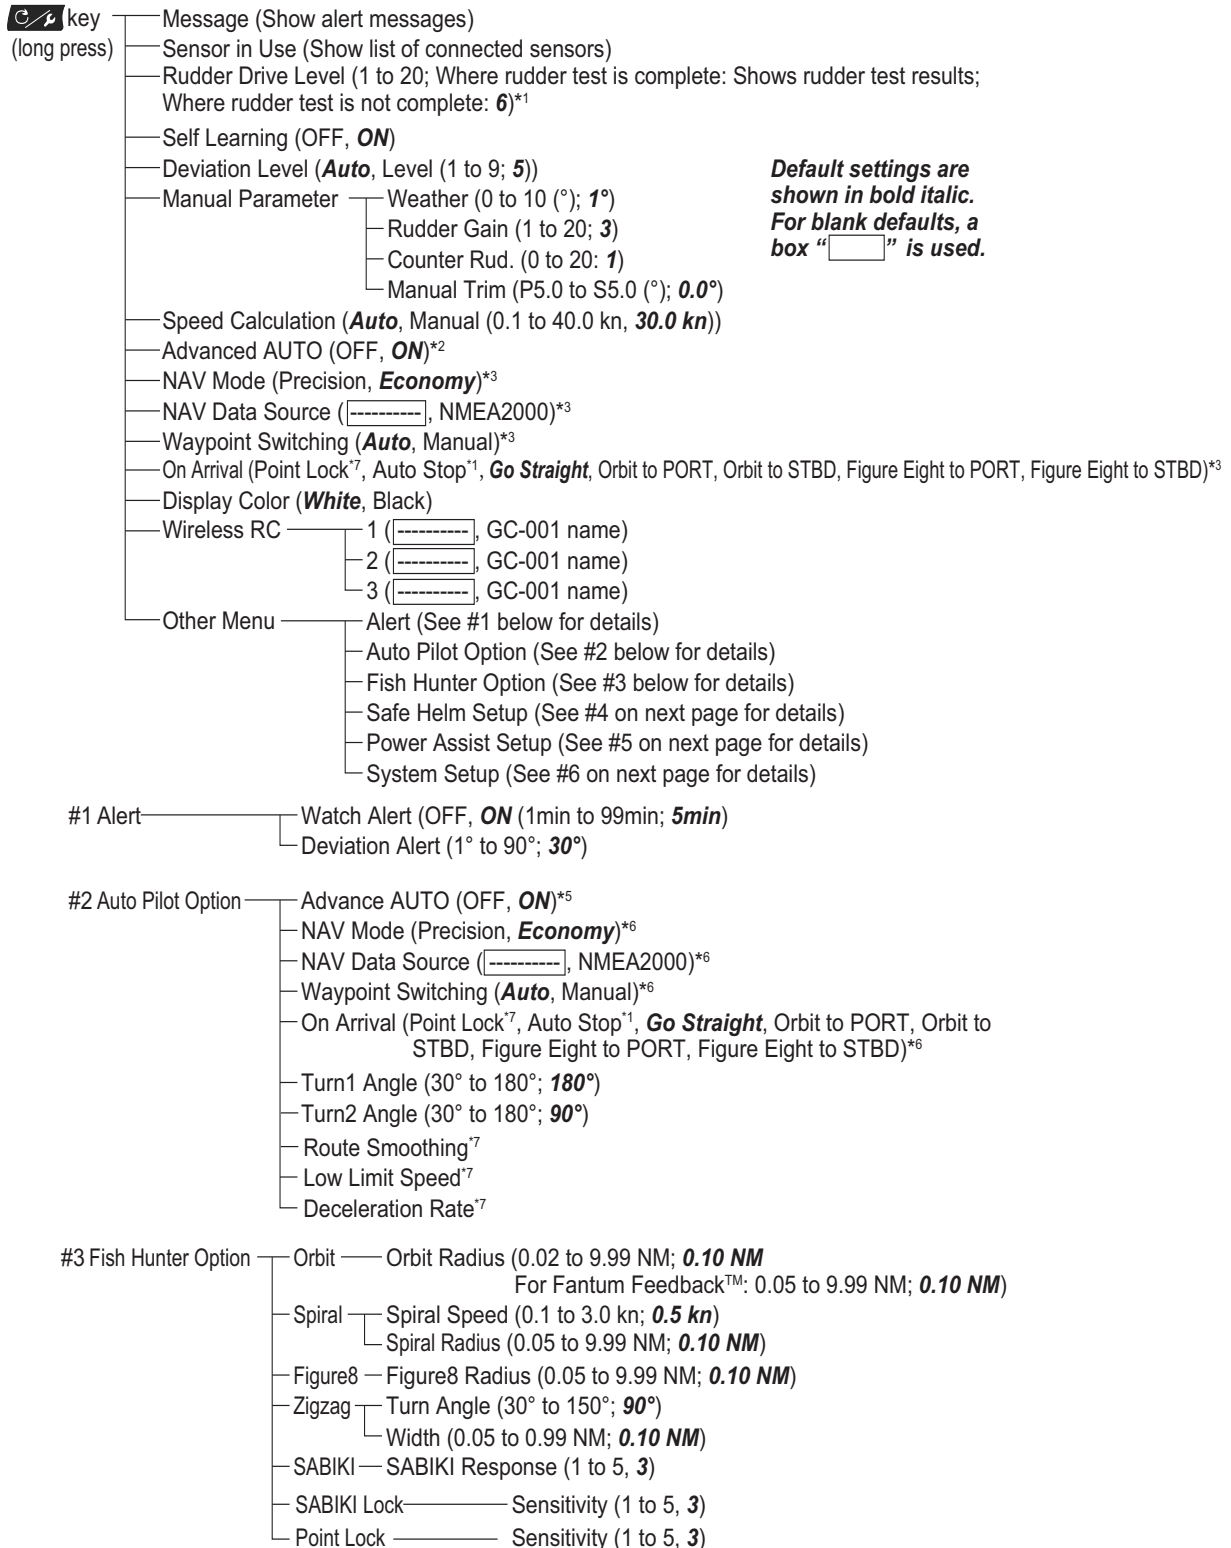 key Message (Show alert messages)
(long press) Sensor in Use (Show list of connected sensors)
Rudder Drive Level (1 to 20; Where rudder test is complete: Shows rudder test results;
Where rudder test is not complete: 6)*1
Self Learning (OFF, ON)
Deviation Level (Auto, Level (1 to 9; 5))
Manual Parameter Weather (0 to 10 (°); 1°)
Rudder Gain (1 to 20; 3)
Counter Rud. (0 to 20: 1)
Manual Trim (P5.0 to S5.0 (°); 0.0°)
Default settings are
shown in bold italic.
For blank defaults, a
box “ ” is used.
Speed Calculation (Auto, Manual (0.1 to 40.0 kn, 30.0 kn))
Advanced AUTO (OFF, ON)*2
NAV Mode (Precision, Economy)*3
NAV Data Source (----------, NMEA2000)*3
Waypoint Switching (Auto, Manual)*3
On Arrival (Point Lock*7, Auto Stop*1, Go Straight, Orbit to PORT, Orbit to STBD, Figure Eight to PORT, Figure Eight to STBD)*3
Display Color (White, Black)
Wireless RC 1 (----------, GC-001 name)
2 (----------, GC-001 name)
3 (----------, GC-001 name)
Other Menu Alert (See #1 below for details)
Auto Pilot Option (See #2 below for details)
Fish Hunter Option (See #3 below for details)
Safe Helm Setup (See #4 on next page for details)
Power Assist Setup (See #5 on next page for details)
System Setup (See #6 on next page for details)
#1 Alert Watch Alert (OFF, ON (1min to 99min; 5min)
Deviation Alert (1° to 90°; 30°)
#2 Auto Pilot Option Advance AUTO (OFF, ON)*5
NAV Mode (Precision, Economy)*6
NAV Data Source (----------, NMEA2000)*6
Waypoint Switching (Auto, Manual)*6
On Arrival (Point Lock*7, Auto Stop*1, Go Straight, Orbit to PORT, Orbit to
STBD, Figure Eight to PORT, Figure Eight to STBD)*6
Turn1 Angle (30° to 180°; 180°)
Turn2 Angle (30° to 180°; 90°)
Route Smoothing*7
Low Limit Speed*7
Deceleration Rate*7
#3 Fish Hunter Option Orbit Orbit Radius (0.02 to 9.99 NM; 0.10 NM
For Fantum Feedback™: 0.05 to 9.99 NM; 0.10 NM)
Spiral Spiral Speed (0.1 to 3.0 kn; 0.5 kn)
Spiral Radius (0.05 to 9.99 NM; 0.10 NM)
Figure8 Figure8 Radius (0.05 to 9.99 NM; 0.10 NM)
Zigzag Turn Angle (30° to 150°; 90°)
Width (0.05 to 0.99 NM; 0.10 NM)
SABIKI SABIKI Response (1 to 5, 3)
SABIKI Lock Sensitivity (1 to 5, 3)
Point Lock Sensitivity (1 to 5, 3)